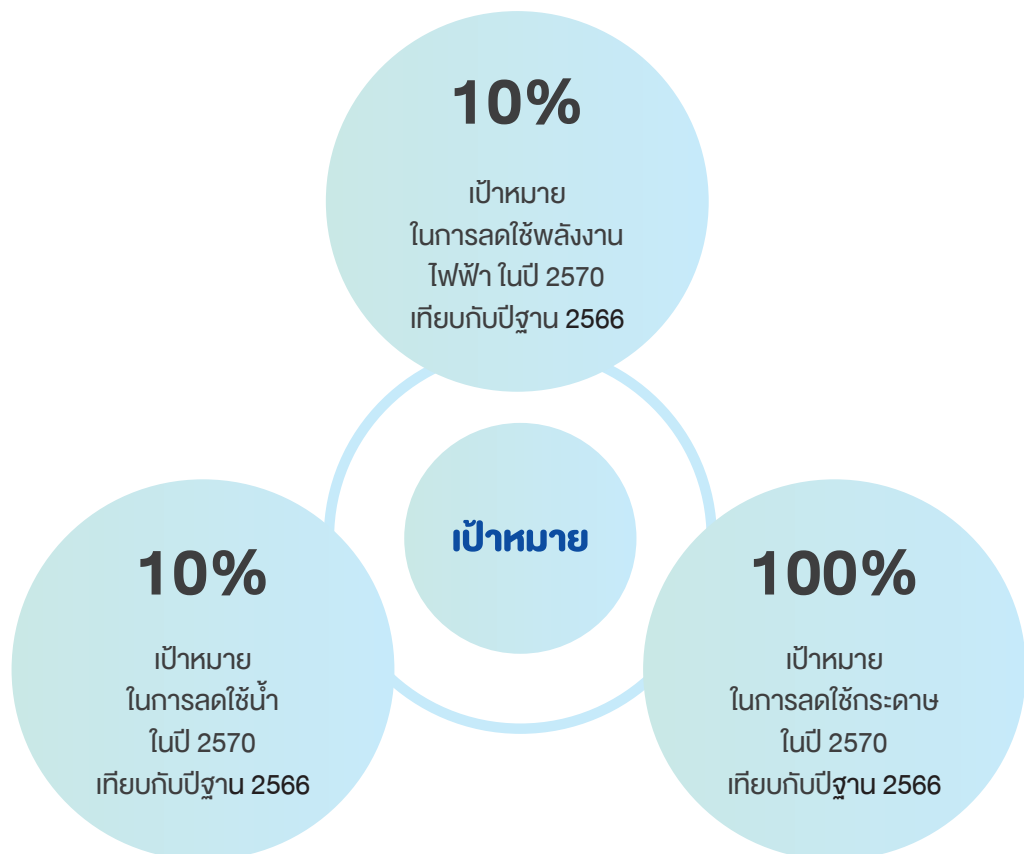 10%
เป้าหมาย
ในการลดใช้พลังงาน
ไฟฟ้า ในปี 2570
เทียบกับปีฐาน 2566
เป้าหมาย
10%
เป้าหมาย
ในการลดใช้น้ำ
ในปี 2570
เทียบกับปีฐาน 2566
100%
เป้าหมาย
ในการลดใช้กระดาษ
ในปี 2570
เทียบกับปีฐาน 2566